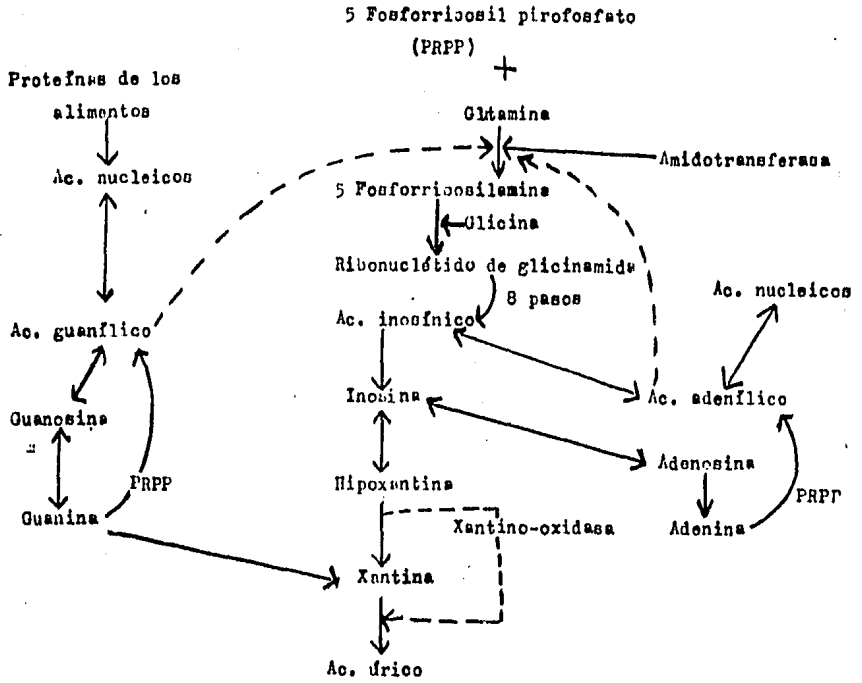 5 Fosforribosil pirofosfato
(PRPP)
+
Proteínas de los
alimentos
Glutamina
Amidotransferasa
Ac. nucleicos
5 Fosforribosilamina
Glicina
Ribonuclétido de glicinamida
8 pasos
Ac. nucleicos
Ac. guanílico
Ac. inosínico
Guanosina
Inosina
Ac. adenílico
Adenosina
PRPP
Hipoxantina
PRPP
Guanina
Xantino-oxidasa
Adenina
Xantina
Ac. úrico